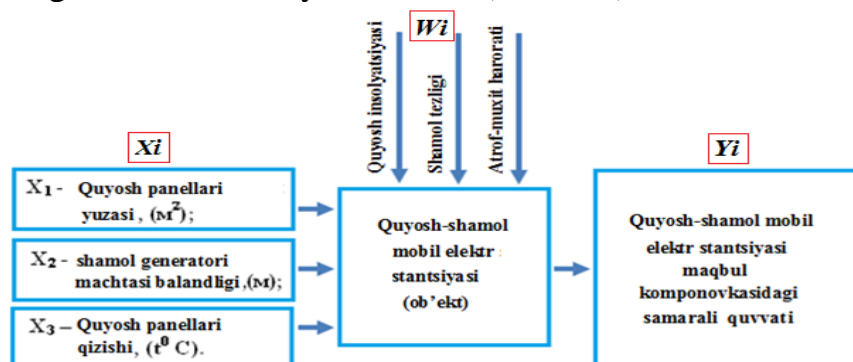 Wi
Quyosh insolyatsiyasi
Shamol tezligi
Atrof-muxit harorati
Xi
X₁ - Quyosh panellari
yuzasi , (м²);
X₂ - shamol generatori
machtasi balandligi ,(м);
X₃ – Quyosh panellari
qizishi, (t⁰ C).
Quyosh-shamol
mobil elektr
stantsiyasi
(ob’ekt)
Yi
Quyosh-shamol mobil
elektr stantsiyasi
maqbul
komponovkasidagi
samarali quvvati